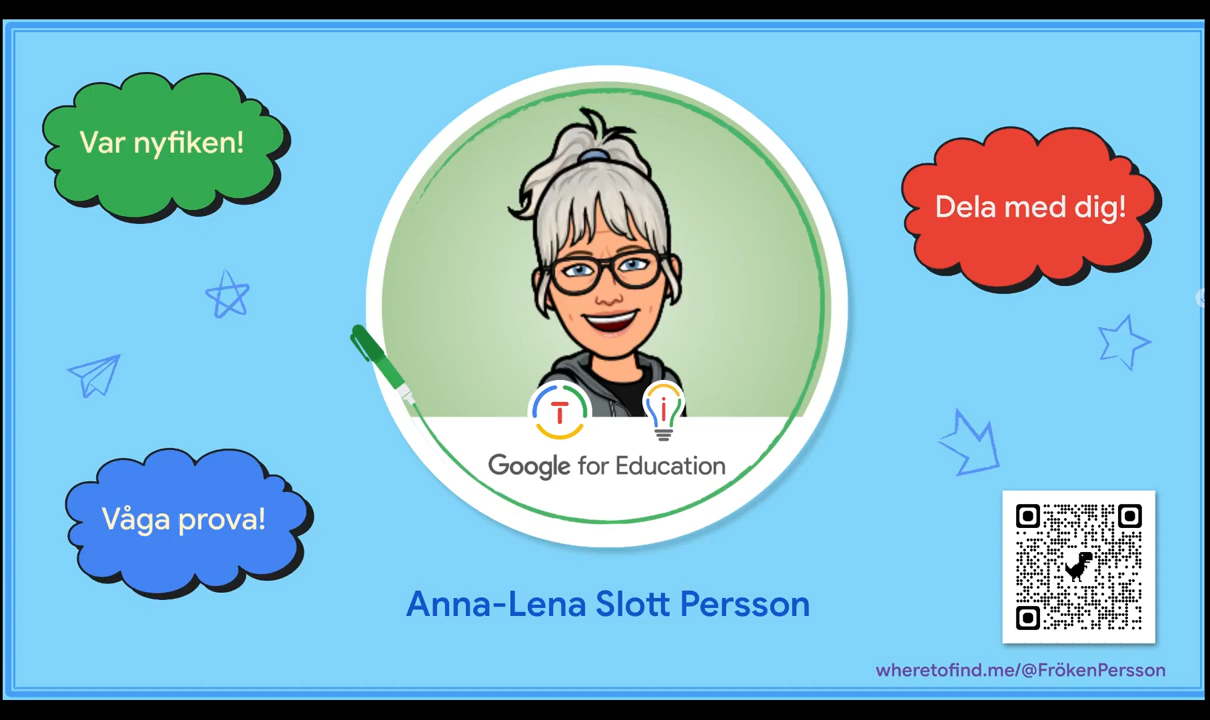 Var nyfiken!
Dela med dig!
T
i
Google for Education
Våga prova!
Anna-Lena Slott Persson
wheretofind.me/@FrökenPersson